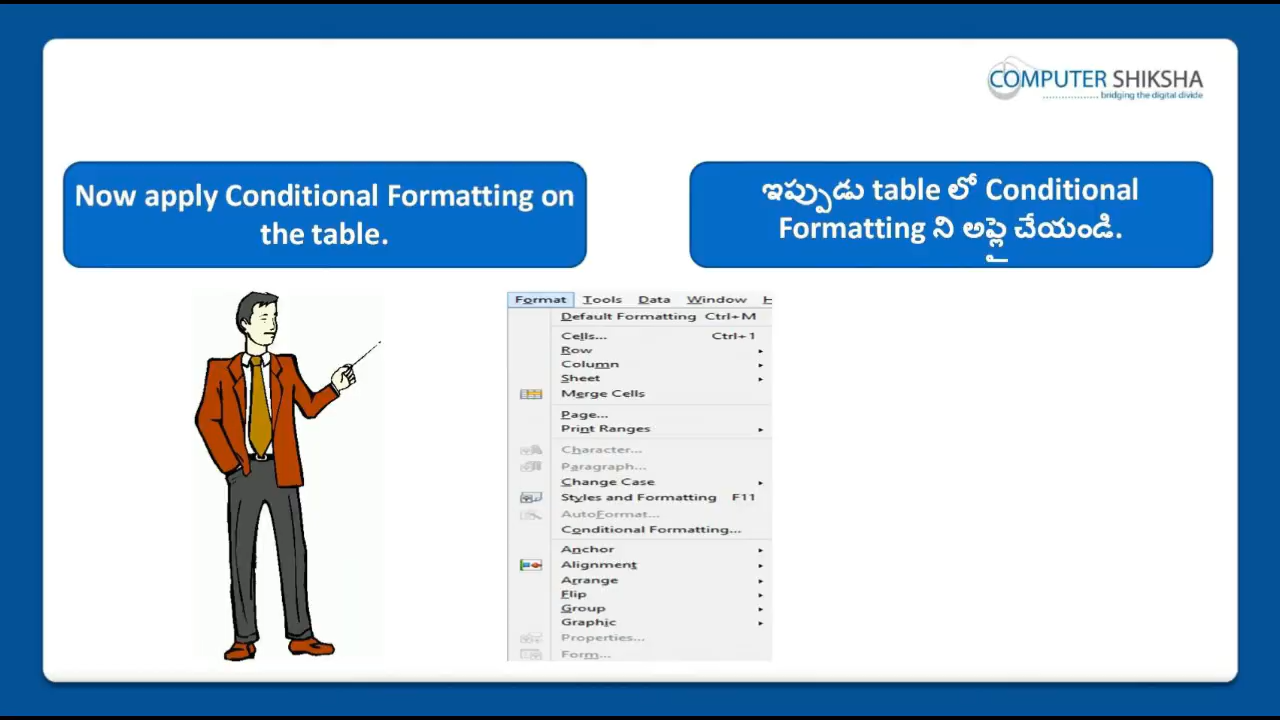 COMPUTER SHIKSHA
bridging the digital divide
Now apply Conditional Formatting on
the table.
ఇప్పుడు table లో Conditional
Formatting ని అప్లై చేయండి.
Format Tools Data Window H
Default Formatting Ctrl+M
Cells... Ctrl+1
Row
Column
Sheet
Merge Cells
Page...
Print Ranges
Character...
Paragraph...
Change Case
Styles and Formatting F11
AutoFormat...
Conditional Formatting...
Anchor
Alignment
Arrange
Flip
Group
Graphic
Properties...
Form...